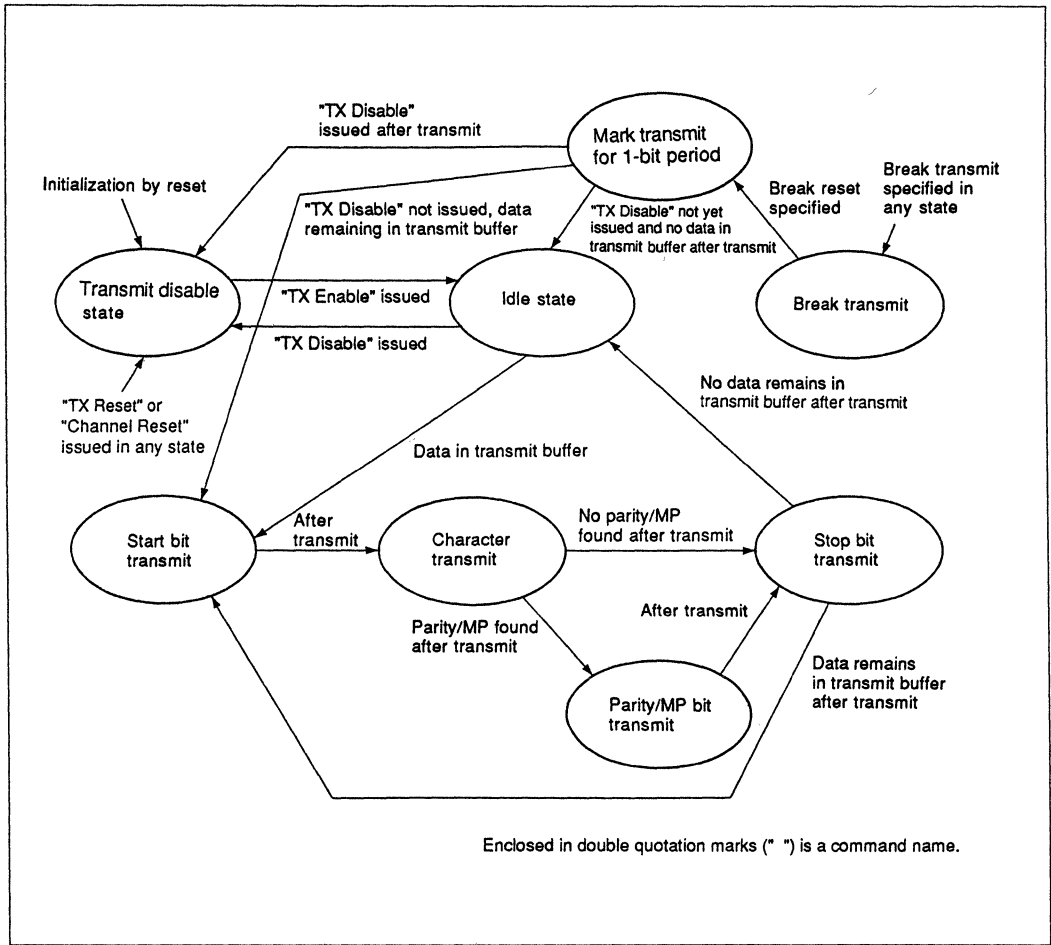 "TX Disable"
issued after transmit
Mark transmit
for 1-bit period
Initialization by reset
"TX Disable" not issued, data
remaining in transmit buffer
"TX Disable" not yet
issued and no data in
transmit buffer after transmit
Break reset
specified
Break transmit
specified in
any state
Transmit disable
state
"TX Enable" issued
Idle state
Break transmit
"TX Disable" issued
"TX Reset" or
"Channel Reset"
issued in any state
No data remains in
transmit buffer after transmit
Data in transmit buffer
Start bit
transmit
After
transmit
Character
transmit
No parity/MP
found after transmit
Stop bit
transmit
Parity/MP found
after transmit
After transmit
Parity/MP bit
transmit
Data remains
in transmit buffer
after transmit
Enclosed in double quotation marks (" ") is a command name.